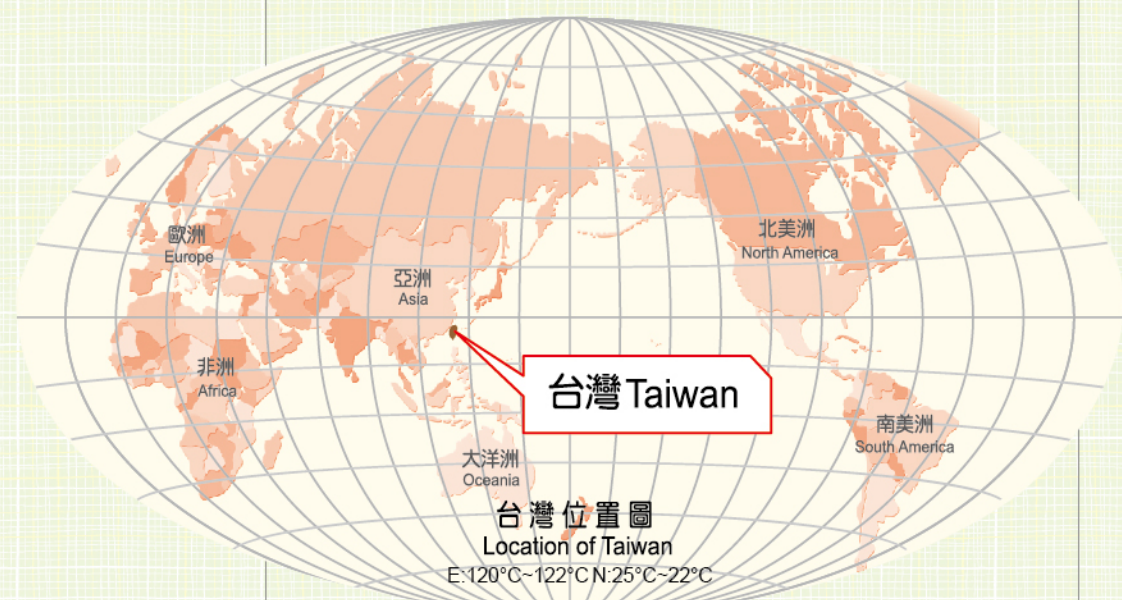 歐洲
Europe
亞洲
Asia
北美洲
North America
非洲
Africa
台灣 Taiwan
南美洲
South America
大洋洲
Oceania
台灣位置圖
Location of Taiwan
E:120°C~122°C N:25°C~22°C